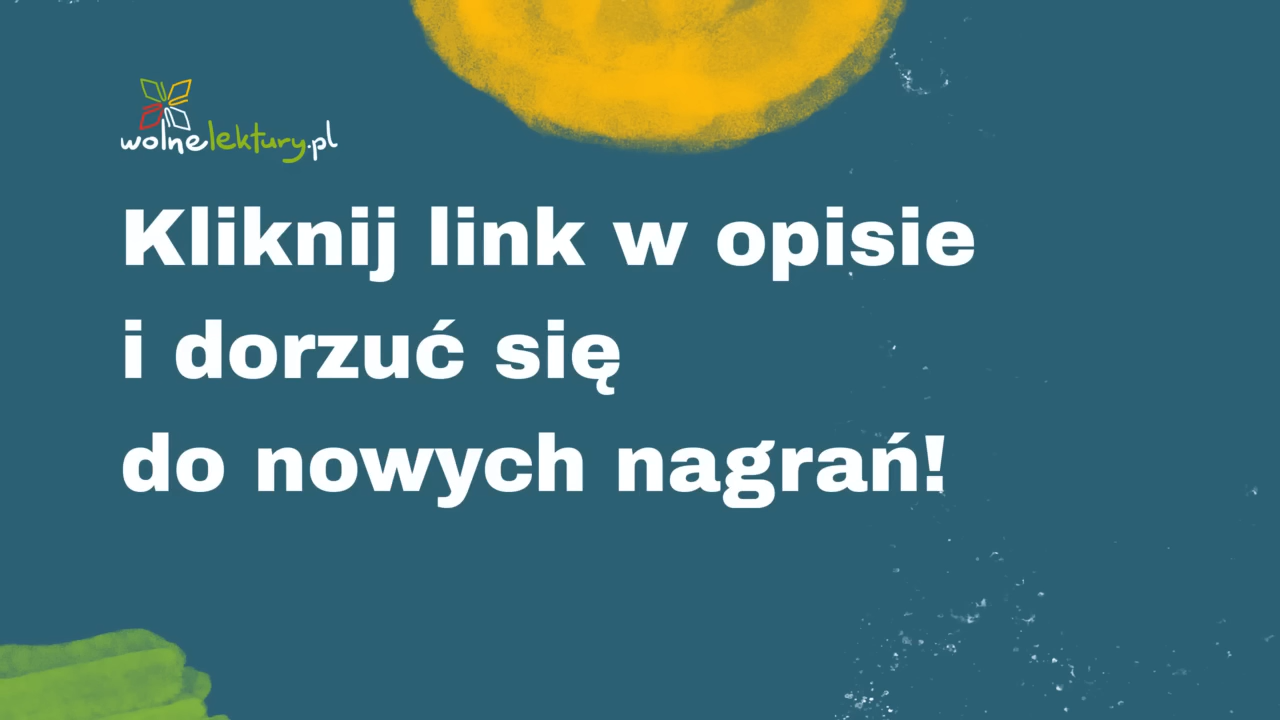 wolnelektury.pl
Kliknij link w opisie
i dorzuć się
do nowych nagrań!